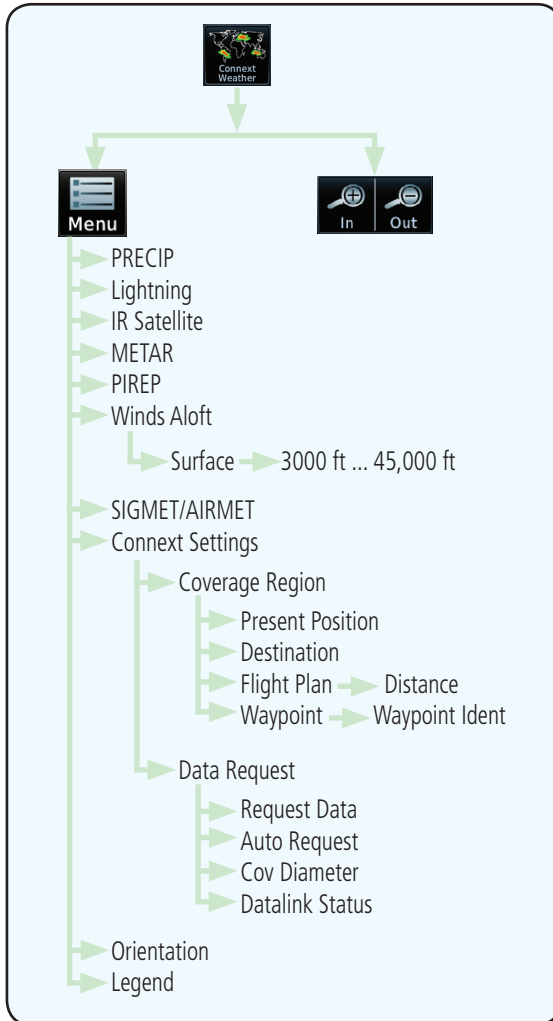 Connext
Weather
Menu
In Out
PRECIP
Lightning
IR Satellite
METAR
PIREP
Winds Aloft
Surface 3000 ft ... 45,000 ft
SIGMET/AIRMET
Connext Settings
Coverage Region
Present Position
Destination
Flight Plan Distance
Waypoint Waypoint Ident
Data Request
Request Data
Auto Request
Cov Diameter
Datalink Status
Orientation
Legend